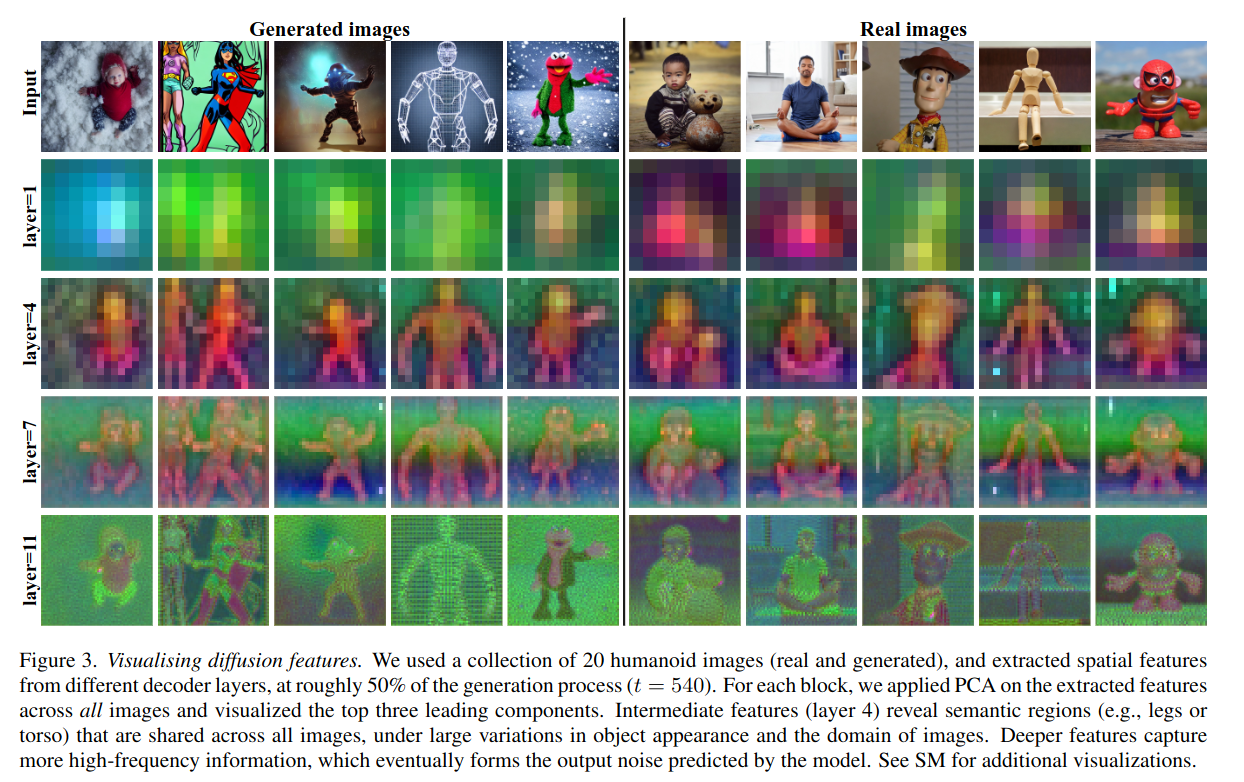 Generated images
Real images
Input
layer=1
layer=4
layer=7
layer=11
Figure 3. Visualising diffusion features. We used a collection of 20 humanoid images (real and generated), and extracted spatial features
from different decoder layers, at roughly 50% of the generation process (t = 540). For each block, we applied PCA on the extracted features
across all images and visualized the top three leading components. Intermediate features (layer 4) reveal semantic regions (e.g., legs or
torso) that are shared across all images, under large variations in object appearance and the domain of images. Deeper features capture
more high-frequency information, which eventually forms the output noise predicted by the model. See SM for additional visualizations.